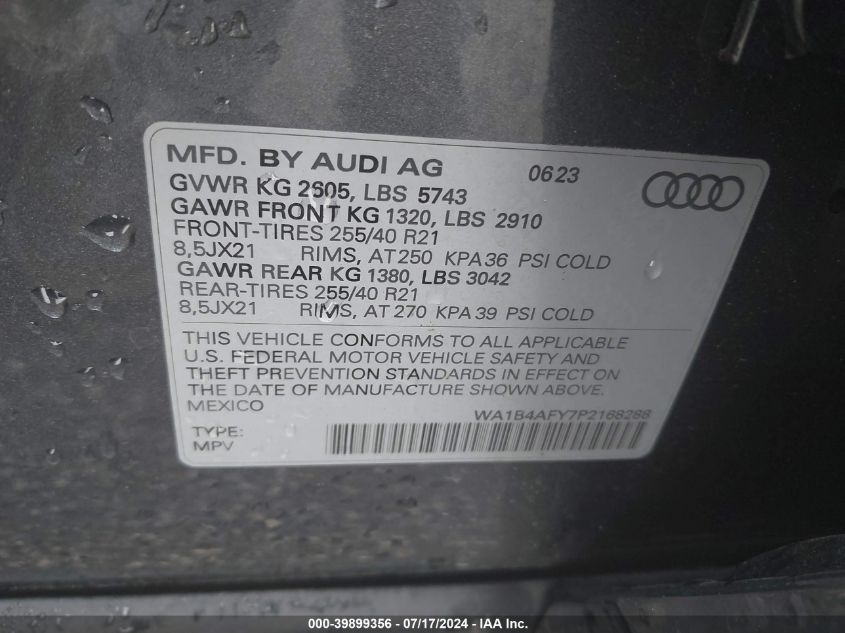 MFD. BY AUDI AG 0623
GVWR KG 2605, LBS 5743
GAWR FRONT KG 1320, LBS 2910
FRONT-TIRES 255/40 R21
8,5JX21 RIMS, AT 250 KPA 36 PSI COLD
GAWR REAR KG 1380, LBS 3042
REAR-TIRES 255/40 R21
8,5JX21 RIMS, AT 270 KPA 39 PSI COLD
THIS VEHICLE CONFORMS TO ALL APPLICABLE
U.S. FEDERAL MOTOR VEHICLE SAFETY AND
THEFT PREVENTION STANDARDS IN EFFECT ON
THE DATE OF MANUFACTURE SHOWN ABOVE.
MEXICO
WA1B4AFY7P2168288
TYPE:
MPV
000-39899356 - 07/17/2024 - IAA Inc.